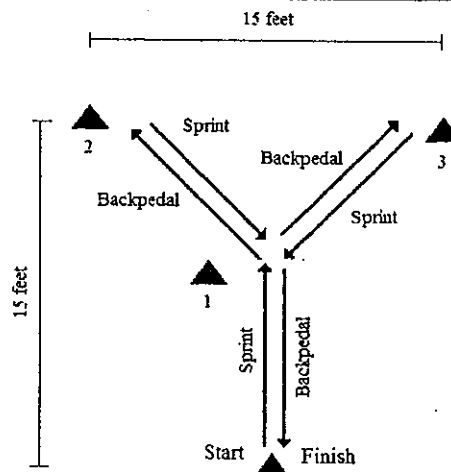 15 feet
2
Sprint
Backpedal
3
Backpedal
Sprint
1
15 feet
Sprint
Backpedal
Start
Finish